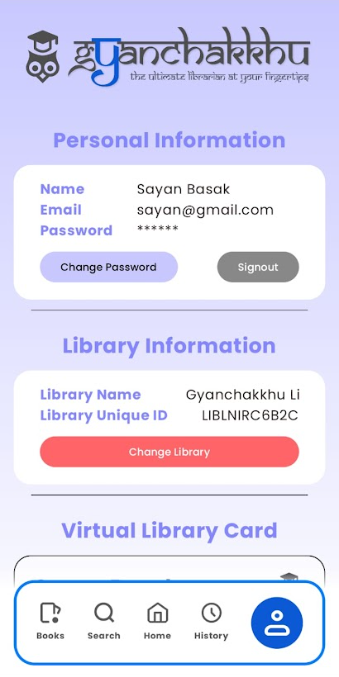 gyanchakkhu
the ultimate librarian at your fingertips
Personal Information
Name Sayan Basak
Email sayan@gmail.com
Password ******
Change Password Signout
Library Information
Library Name Gyanchakkhu Li
Library Unique ID LIBLNIRC6B2C
Change Library
Virtual Library Card
Books Search Home History